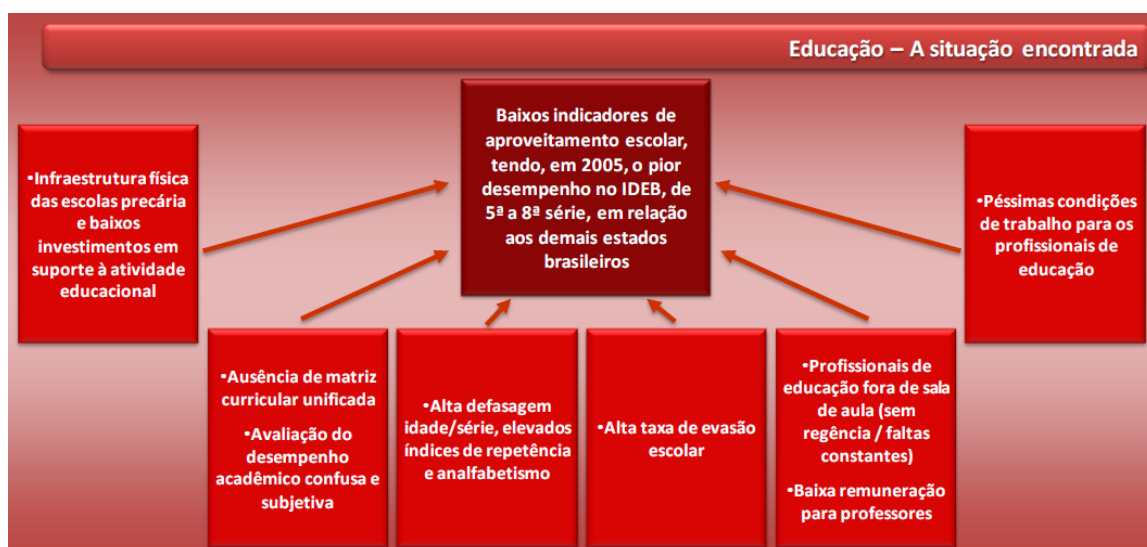 Educação – A situação encontrada
Baixos indicadores de
aproveitamento escolar,
tendo, em 2005, o pior
desempenho no IDEB, de
5ª a 8ª série, em relação
aos demais estados
brasileiros
•Infraestrutura física
das escolas precária
e baixos
investimentos em
suporte à atividade
educacional
•Péssimas condições
de trabalho para os
profissionais de
educação
•Ausência de matriz
curricular unificada
•Avaliação do
desempenho
acadêmico confusa e
subjetiva
•Alta defasagem
idade/série, elevados
índices de repetência
e analfabetismo
•Alta taxa de evasão
escolar
•Profissionais de
educação fora de sala
de aula (sem
regência / faltas
constantes)
•Baixa remuneração
para professores